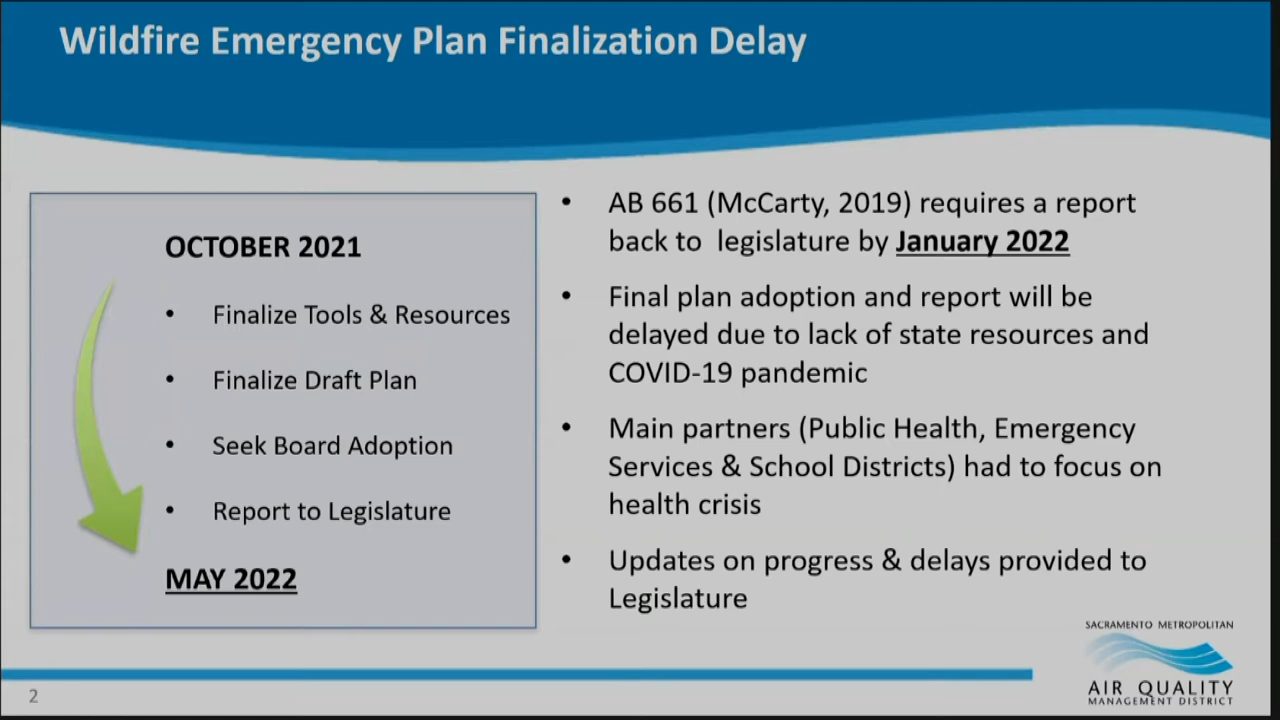 Wildfire Emergency Plan Finalization Delay
OCTOBER 2021
• Finalize Tools & Resources
• Finalize Draft Plan
• Seek Board Adoption
• Report to Legislature
MAY 2022
• AB 661 (McCarty, 2019) requires a report
back to legislature by January 2022
• Final plan adoption and report will be
delayed due to lack of state resources and
COVID-19 pandemic
• Main partners (Public Health, Emergency
Services & School Districts) had to focus on
health crisis
• Updates on progress & delays provided to
Legislature
SACRAMENTO METROPOLITAN
AIR QUALITY
MANAGEMENT DISTRICT
2